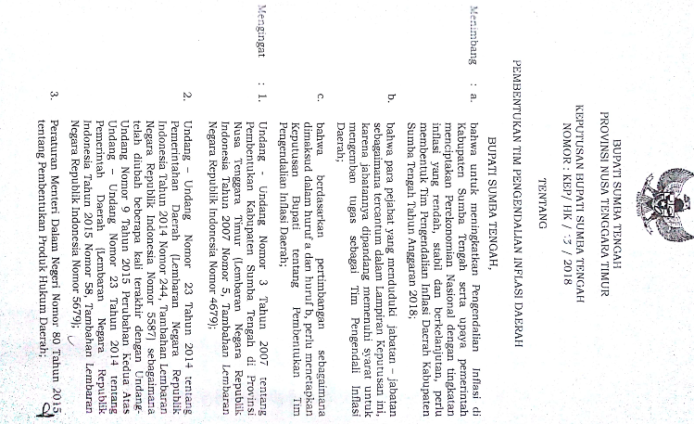 BUPATI SUMBA TENGAH
PROVINSI NUSA TENGGARA TIMUR
KEPUTUSAN BUPATI SUMBA TENGAH
NOMOR : KEP/ HK / 13 / 2018
TENTANG
PEMBENTUKAN TIM PENGENDALIAN INFLASI DAERAH
BUPATI SUMBA TENGAH,
Menimbang : a. bahwa untuk meningkatkan Pengendalian Inflasi di
Kabupaten Sumba Tengah serta upaya pemerintah
menciptakan Perekonomian Nasional dengan tingkatan
inflasi yang rendah, stabil dan berkelanjutan, perlu
membentuk Tim Pengendalian Inflasi Daerah Kabupaten
Sumba Tengah Tahun Anggaran 2018;
b. bahwa para pejabat yang menduduki jabatan – jabatan
sebagaimana tercantum dalam Lampiran Keputusan ini,
karena jabatannya dipandang memenuhi syarat untuk
mengemban tugas sebagai Tim Pengendali Inflasi
Daerah;
c. bahwa berdasarkan pertimbangan sebagaimana
dimaksud dalam huruf a dan huruf b, perlu menetapkan
Keputusan Bupati tentang Pembentukan Tim
Pengendalian Inflasi Daerah;
Mengingat : 1. Undang - Undang Nomor 3 Tahun 2007 tentang
Pembentukan Kabupaten Sumba Tengah di Provinsi
Nusa Tenggara Timur (Lembaran Negara Republik
Indonesia Tahun 2007 Nomor 5, Tambahan Lembaran
Negara Republik Indonesia Nomor 4679);
2. Undang – Undang Nomor 23 Tahun 2014 tentang
Pemerintahan Daerah (Lembaran Negara Republik
Indonesia Tahun 2014 Nomor 244, Tambahan Lembaran
Negara Republik Indonesia Nomor 5587) sebagaimana
telah diubah beberapa kali terakhir dengan Undang-
Undang Nomor 9 Tahun 2015 Perubahan Kedua Atas
Undang – Undang Nomor 23 Tahun 2014 tentang
Pemerintah Daerah (Lembaran Negara Republik
Indonesia Tahun 2015 Nomor 58, Tambahan Lembaran
Negara Republik Indonesia Nomor 5679);
3. Peraturan Menteri Dalam Negeri Nomor 80 Tahun 2015
tentang Pembentukan Produk Hukum Daerah;